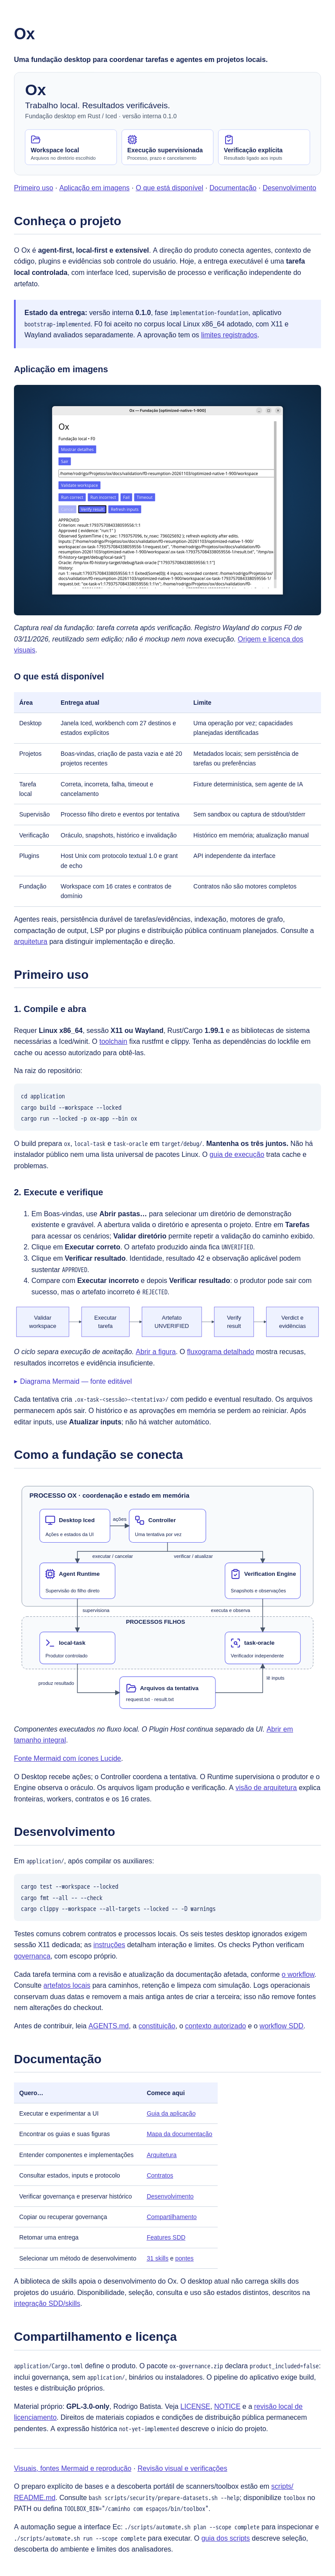 Ox
Uma fundação desktop para coordenar tarefas e agentes em projetos locais.
Ox
Trabalho local. Resultados verificáveis.
Fundação desktop em Rust / Iced · versão interna 0.1.0
Workspace local
Arquivos no diretório escolhido
Execução supervisionada
Processo, prazo e cancelamento
Verificação explícita
Resultado ligado aos inputs
Primeiro uso · Aplicação em imagens · O que está disponível · Documentação · Desenvolvimento
Conheça o projeto
O Ox é agent-first, local-first e extensível. A direção do produto conecta agentes, contexto de
código, plugins e evidências sob controle do usuário. Hoje, a entrega executável é uma tarefa
local controlada, com interface Iced, supervisão de processo e verificação independente do
artefato.
Estado da entrega: versão interna 0.1.0, fase implementation-foundation, aplicativo
bootstrap-implemented. F0 foi aceito no corpus local Linux x86_64 adotado, com X11 e
Wayland avaliados separadamente. A aprovação tem os limites registrados.
Aplicação em imagens
Ox — Fundação [optimized-native-1-900]
Ox
Fundação local • F0
Mostrar detalhes
Sair
Validate workspace
Run correct
Run incorrect
Fail
Timeout
Verify result
Refresh inputs
APPROVED
Captura real da fundação: tarefa correta após verificação. Registro Wayland do corpus F0 de
03/11/2026, reutilizado sem edição; não é mockup nem nova execução. Origem e licença dos
visuais.
O que está disponível
Área Entrega atual Limite
Desktop Janela Iced, workbench com 27 destinos e Uma operação por vez; capacidades
estados explícitos planejadas identificadas
Projetos Boas-vindas, criação de pasta vazia e até 20 Metadados locais; sem persistência de
projetos recentes tarefas ou preferências
Tarefa Correta, incorreta, falha, timeout e Fixture determinística, sem agente de IA
local cancelamento
Supervisão Processo filho direto e eventos por tentativa Sem sandbox ou captura de stdout/stderr
Verificação Oráculo, snapshots, histórico e invalidação Histórico em memória; atualização manual
Plugins Host Unix com protocolo textual 1.0 e grant API independente da interface
de echo
Fundação Workspace com 16 crates e contratos de Contratos não são motores completos
domínio
Agentes reais, persistência durável de tarefas/evidências, indexação, motores de grafo,
compactação de output, LSP por plugins e distribuição pública continuam planejados. Consulte a
arquitetura para distinguir implementação e direção.
Primeiro uso
1. Compile e abra
Requer Linux x86_64, sessão X11 ou Wayland, Rust/Cargo 1.99.1 e as bibliotecas de sistema
necessárias a Iced/winit. O toolchain fixa rustfmt e clippy. Tenha as dependências do lockfile em
cache ou acesso autorizado para obtê-las.
Na raiz do repositório:
cd application
cargo build --workspace --locked
cargo run --locked -p ox-app --bin ox
O build prepara ox, local-task e task-oracle em target/debug/. Mantenha os três juntos. Não há
instalador público nem uma lista universal de pacotes Linux. O guia de execução trata cache e
problemas.
2. Execute e verifique
1. Em Boas-vindas, use Abrir pastas… para selecionar um diretório de demonstração
existente e gravável. A abertura valida o diretório e apresenta o projeto. Entre em Tarefas
para acessar os cenários; Validar diretório permite repetir a validação do caminho exibido.
2. Clique em Executar correto. O artefato produzido ainda fica UNVERIFIED.
3. Clique em Verificar resultado. Identidade, resultado 42 e observação aplicável podem
sustentar APPROVED.
4. Compare com Executar incorreto e depois Verificar resultado: o produtor pode sair com
sucesso, mas o artefato incorreto é REJECTED.
Validar
workspace
Executar
tarefa
Artefato
UNVERIFIED
Verify
result
Verdict e
evidências
O ciclo separa execução de aceitação. Abrir a figura. O fluxograma detalhado mostra recusas,
resultados incorretos e evidência insuficiente.
▸ Diagrama Mermaid — fonte editável
Cada tentativa cria .ox-task-<sessão>-<tentativa>/ com pedido e eventual resultado. Os arquivos
permanecem após sair. O histórico e as aprovações em memória se perdem ao reiniciar. Após
editar inputs, use Atualizar inputs; não há watcher automático.
Como a fundação se conecta
PROCESSO OX · coordenação e estado em memória
Desktop Iced
Ações e estados da UI
ações
Controller
Uma tentativa por vez
executar / cancelar
verificar / atualizar
Agent Runtime
Supervisão do filho direto
Verification Engine
Snapshots e observações
supervisiona
executa e observa
PROCESSOS FILHOS
local-task
Produtor controlado
task-oracle
Verificador independente
produz resultado
lê inputs
Arquivos da tentativa
request.txt · result.txt
Componentes executados no fluxo local. O Plugin Host continua separado da UI. Abrir em
tamanho integral.
Fonte Mermaid com ícones Lucide.
O Desktop recebe ações; o Controller coordena a tentativa. O Runtime supervisiona o produtor e o
Engine observa o oráculo. Os arquivos ligam produção e verificação. A visão de arquitetura explica
fronteiras, workers, contratos e os 16 crates.
Desenvolvimento
Em application/, após compilar os auxiliares:
cargo test --workspace --locked
cargo fmt --all -- --check
cargo clippy --workspace --all-targets --locked -- -D warnings
Testes comuns cobrem contratos e processos locais. Os seis testes desktop ignorados exigem
sessão X11 dedicada; as instruções detalham interação e limites. Os checks Python verificam
governança, com escopo próprio.
Cada tarefa termina com a revisão e atualização da documentação afetada, conforme o workflow.
Consulte artefatos locais para caminhos, retenção e limpeza com simulação. Logs operacionais
conservam duas datas e removem a mais antiga antes de criar a terceira; isso não remove fontes
nem alterações do checkout.
Antes de contribuir, leia AGENTS.md, a constituição, o contexto autorizado e o workflow SDD.
Documentação
Quero… Comece aqui
Executar e experimentar a UI Guia da aplicação
Encontrar os guias e suas figuras Mapa da documentação
Entender componentes e implementações Arquitetura
Consultar estados, inputs e protocolo Contratos
Verificar governança e preservar histórico Desenvolvimento
Copiar ou recuperar governança Compartilhamento
Retomar uma entrega Features SDD
Selecionar um método de desenvolvimento 31 skills e pontes
A biblioteca de skills apoia o desenvolvimento do Ox. O desktop atual não carrega skills dos
projetos do usuário. Disponibilidade, seleção, consulta e uso são estados distintos, descritos na
integração SDD/skills.
Compartilhamento e licença
application/Cargo.toml define o produto. O pacote ox-governance.zip declara product_included=false:
inclui governança, sem application/, binários ou instaladores. O pipeline do aplicativo exige build,
testes e distribuição próprios.
Material próprio: GPL-3.0-only, Rodrigo Batista. Veja LICENSE, NOTICE e a revisão local de
licenciamento. Direitos de materiais copiados e condições de distribuição pública permanecem
pendentes. A expressão histórica not-yet-implemented descreve o início do projeto.
Visuais, fontes Mermaid e reprodução · Revisão visual e verificações
O preparo explícito de bases e a descoberta portátil de scanners/toolbox estão em scripts/
README.md. Consulte bash scripts/security/prepare-datasets.sh --help; disponibilize toolbox no
PATH ou defina TOOLBOX_BIN="/caminho com espaços/bin/toolbox".
A automação segue a interface Ec: ./scripts/automate.sh plan --scope complete para inspecionar e
./scripts/automate.sh run --scope complete para executar. O guia dos scripts descreve seleção,
descoberta do ambiente e limites dos analisadores.